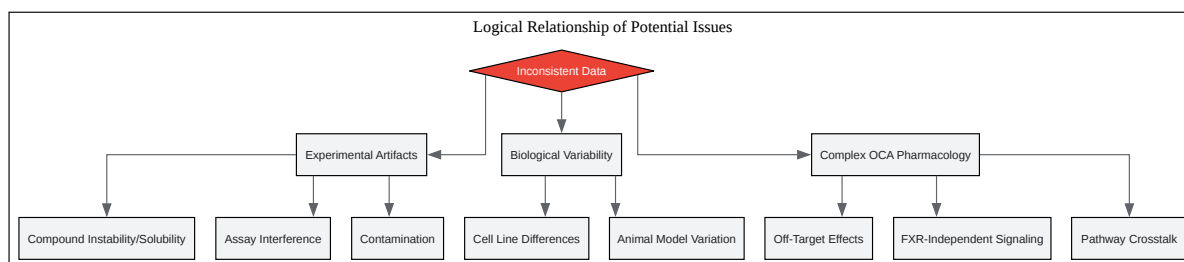 Logical Relationship of Potential Issues
Inconsistent Data
Experimental Artifacts
Biological Variability
Complex OCA Pharmacology
Compound Instability/Solubility
Assay Interference
Contamination
Cell Line Differences
Animal Model Variation
Off-Target Effects
FXR-Independent Signaling
Pathway Crosstalk